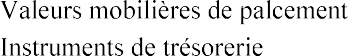 Valeurs mobilières de palcement
Instruments de trésorerie